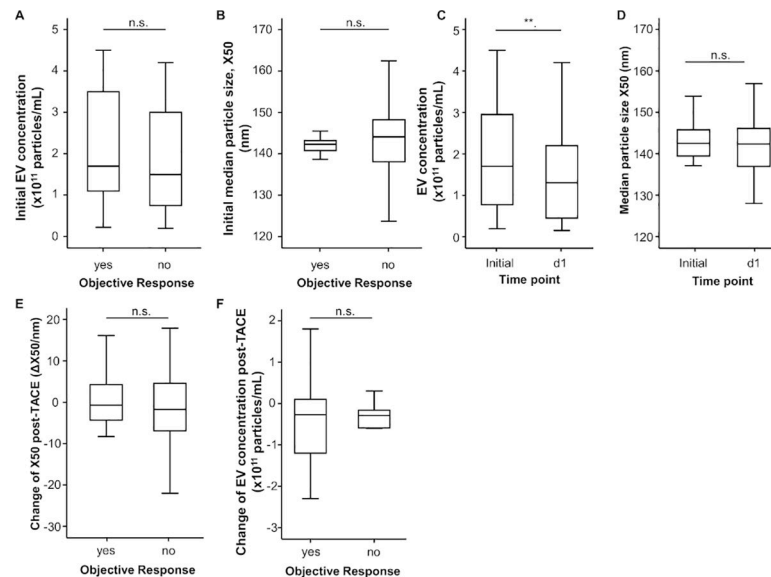 A
n.s.
Initial EV concentration
(x10¹¹ particles/mL)
5
4
3
2
1
0
yes
no
Objective Response
B
n.s.
Initial median particle size, X50
(nm)
170
160
150
140
130
120
yes
no
Objective Response
C
**.
EV concentration
(x10¹¹ particles/mL)
5
4
3
2
1
0
Initial
d1
Time point
D
n.s.
Median particle size X50 (nm)
170
160
150
140
130
120
Initial
d1
Time point
E
n.s.
Change of X50 post-TACE (ΔX50/nm)
20
10
0
-10
-20
-30
yes
no
Objective Response
F
n.s.
Change of EV concentration post-TACE
(x10¹¹ particles/mL)
2
1
0
-1
-2
-3
yes
no
Objective Response